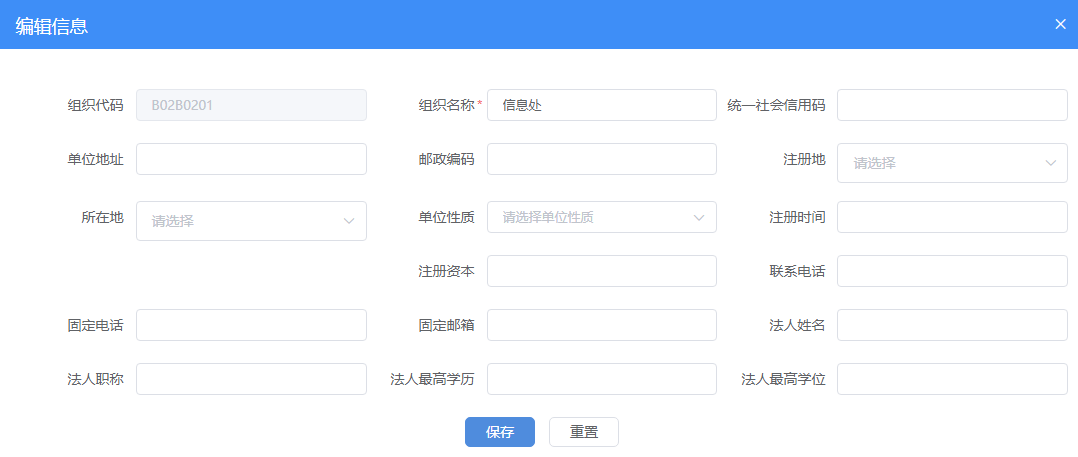 编辑信息
组织代码 B02B0201 组织名称* 信息处 统一社会信用码
单位地址 邮政编码 注册地 请选择
所在地 请选择 单位性质 请选择单位性质 注册时间
注册资本 联系电话
固定电话 固定邮箱 法人姓名
法人职称 法人最高学历 法人最高学位
保存 重置